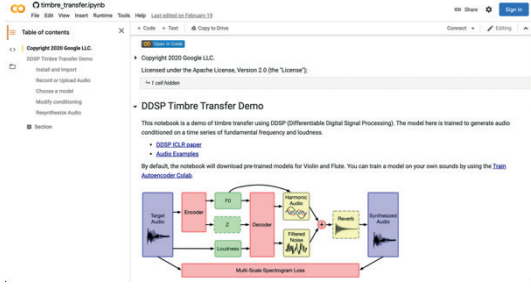 timbre_transfer.ipynb
File Edit View Insert Runtime Tools Help Last edited on February 19
Share
Sign in
Table of contents
Copyright 2020 Google LLC.
DDSP Timbre Transfer Demo
Install and Import
Record or Upload Audio
Choose a model
Modify conditioning
Resynthesize Audio
Section
+ Code + Text Copy to Drive
Connect
Editing
Open in Colab
Copyright 2020 Google LLC.
Licensed under the Apache License, Version 2.0 (the "License");
1 cell hidden
DDSP Timbre Transfer Demo
This notebook is a demo of timbre transfer using DDSP (Differentiable Digital Signal Processing). The model here is trained to generate audio
conditioned on a time series of fundamental frequency and loudness.
DDSP ICLR paper
Audio Examples
By default, the notebook will download pre-trained models for Violin and Flute. You can train a model on your own sounds by using the Train
Autoencoder Colab.
Target
Audio
Encoder
F0
Z
Loudness
Decoder
Harmonic
Audio
Filtered
Noise
+
Reverb
Synthesized
Audio
Multi-Scale Spectrogram Loss